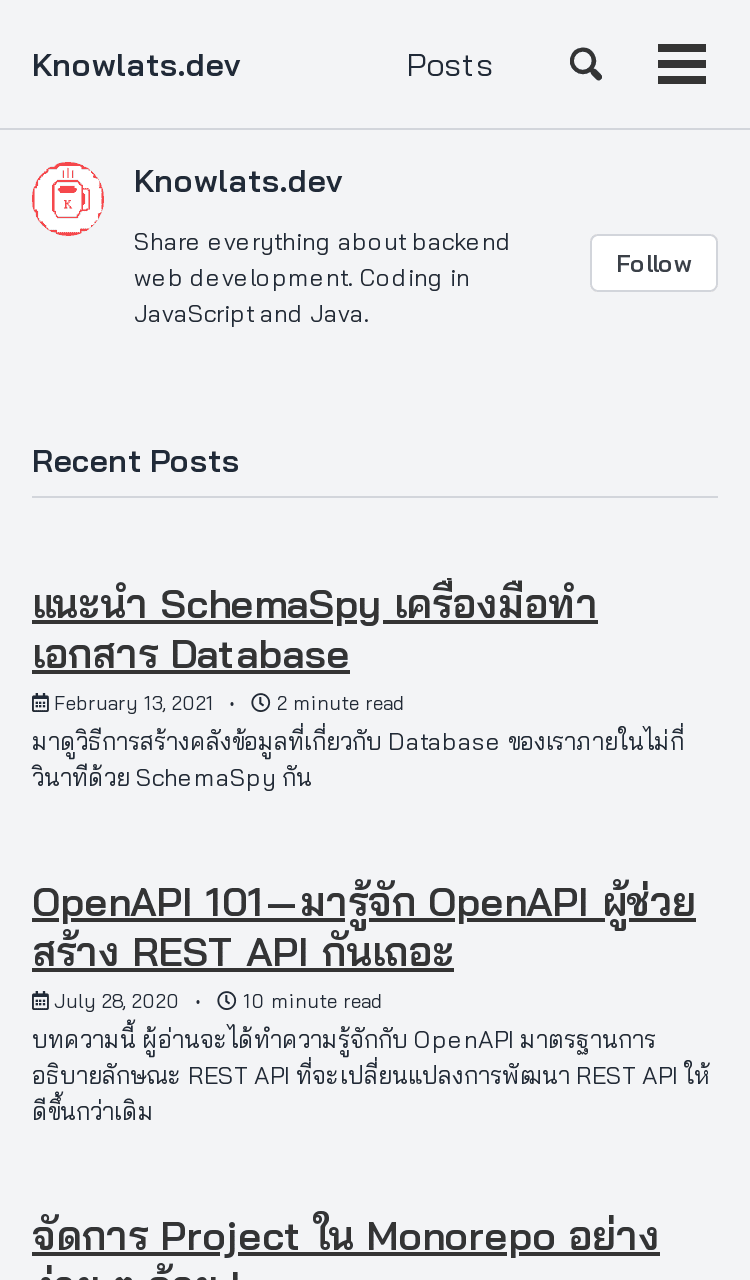 Knowlats.dev
Posts
K
Knowlats.dev
Share everything about backend
web development. Coding in
JavaScript and Java.
Follow
Recent Posts
แนะนำ SchemaSpy เครื่องมือทำ
เอกสาร Database
February 13, 2021 • 2 minute read
มาดูวิธีการสร้างคลังข้อมูลที่เกี่ยวกับ Database ของเราภายในไม่กี่
วินาทีด้วย SchemaSpy กัน
OpenAPI 101 — มารู้จัก OpenAPI ผู้ช่วย
สร้าง REST API กันเถอะ
July 28, 2020 • 10 minute read
บทความนี้ ผู้อ่านจะได้ทำความรู้จักกับ OpenAPI มาตรฐานการ
อธิบายลักษณะ REST API ที่จะเปลี่ยนแปลงการพัฒนา REST API ให้
ดีขึ้นกว่าเดิม
จัดการ Project ใน Monorepo อย่าง